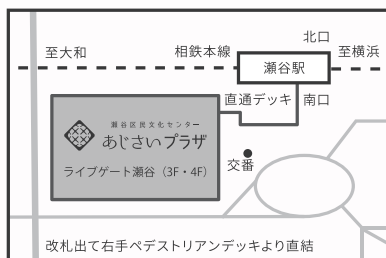 北口
至大和
相鉄本線
至横浜
瀬谷駅
直通デッキ
南口
瀬谷区民文化センター
あじさいプラザ
ライブゲート瀬谷（3F・4F）
交番
改札出て右手ペデストリアンデッキより直結